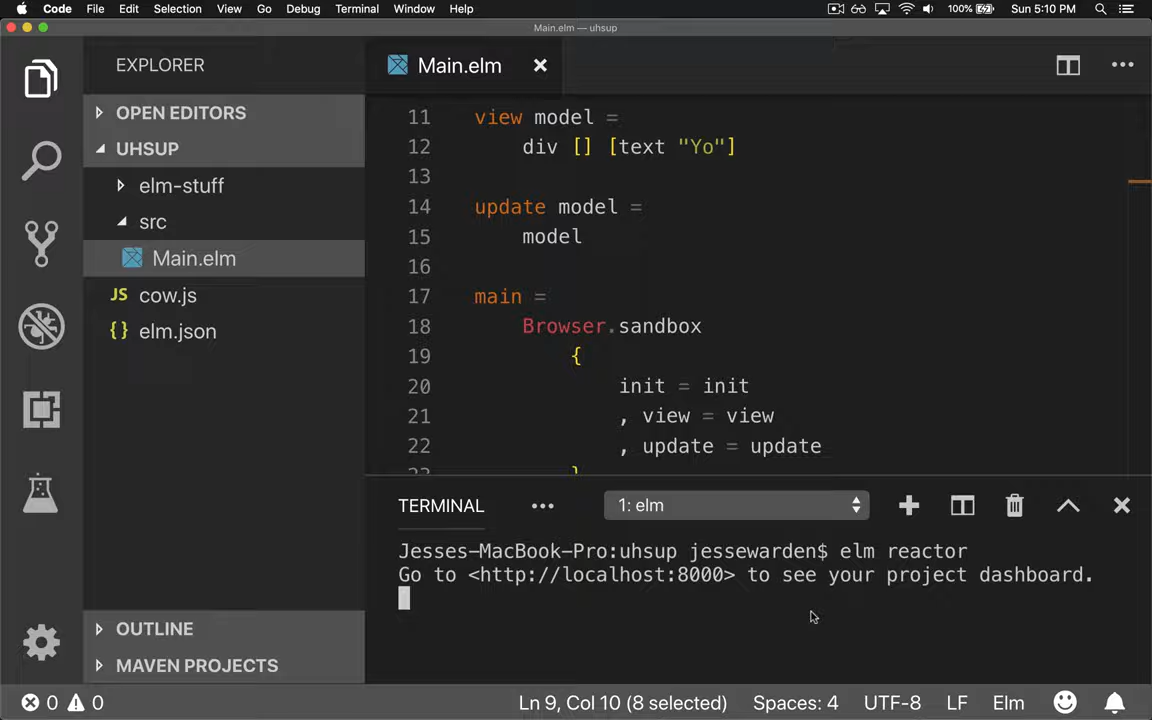 Code File Edit Selection View Go Debug Terminal Window Help 100% Sun 5:10 PM
Main.elm — uhsup
EXPLORER
OPEN EDITORS
UHSUP
elm-stuff
src
Main.elm
JS cow.js
{} elm.json
OUTLINE
MAVEN PROJECTS
Main.elm
11 view model =
12 div [] [text "Yo"]
13
14 update model =
15 model
16
17 main =
18 Browser.sandbox
19 {
20 init = init
21 , view = view
22 , update = update
23 }
TERMINAL 1: elm
Jesses-MacBook-Pro:uhsup jessewarden$ elm reactor
Go to <http://localhost:8000> to see your project dashboard.
0 0 Ln 9, Col 10 (8 selected) Spaces: 4 UTF-8 LF Elm